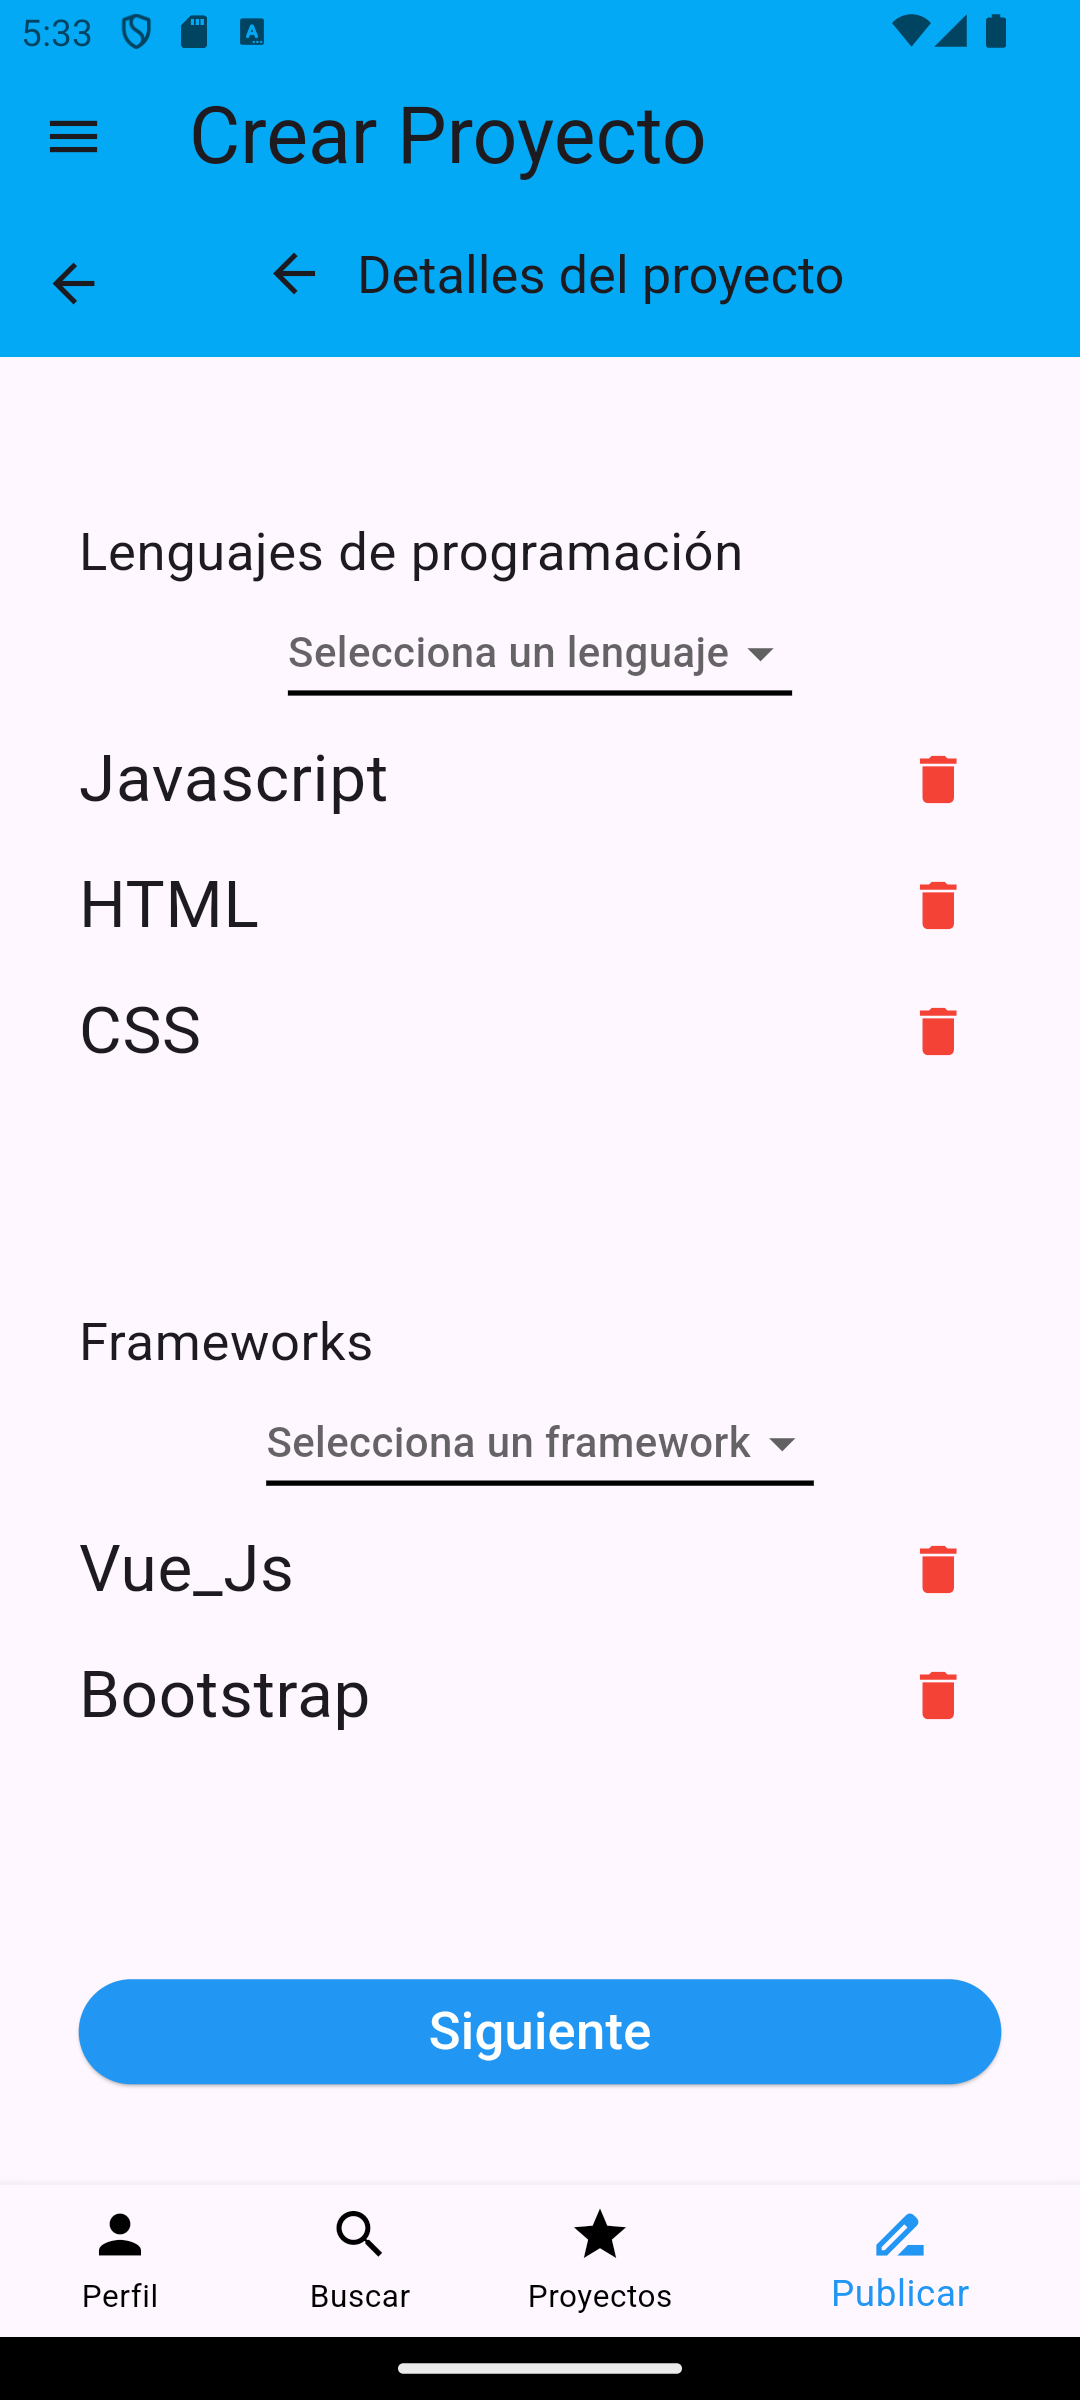 5:33
Crear Proyecto
Detalles del proyecto
Lenguajes de programación
Selecciona un lenguaje
Javascript
HTML
CSS
Frameworks
Selecciona un framework
Vue_Js
Bootstrap
Siguiente
Perfil Buscar Proyectos Publicar